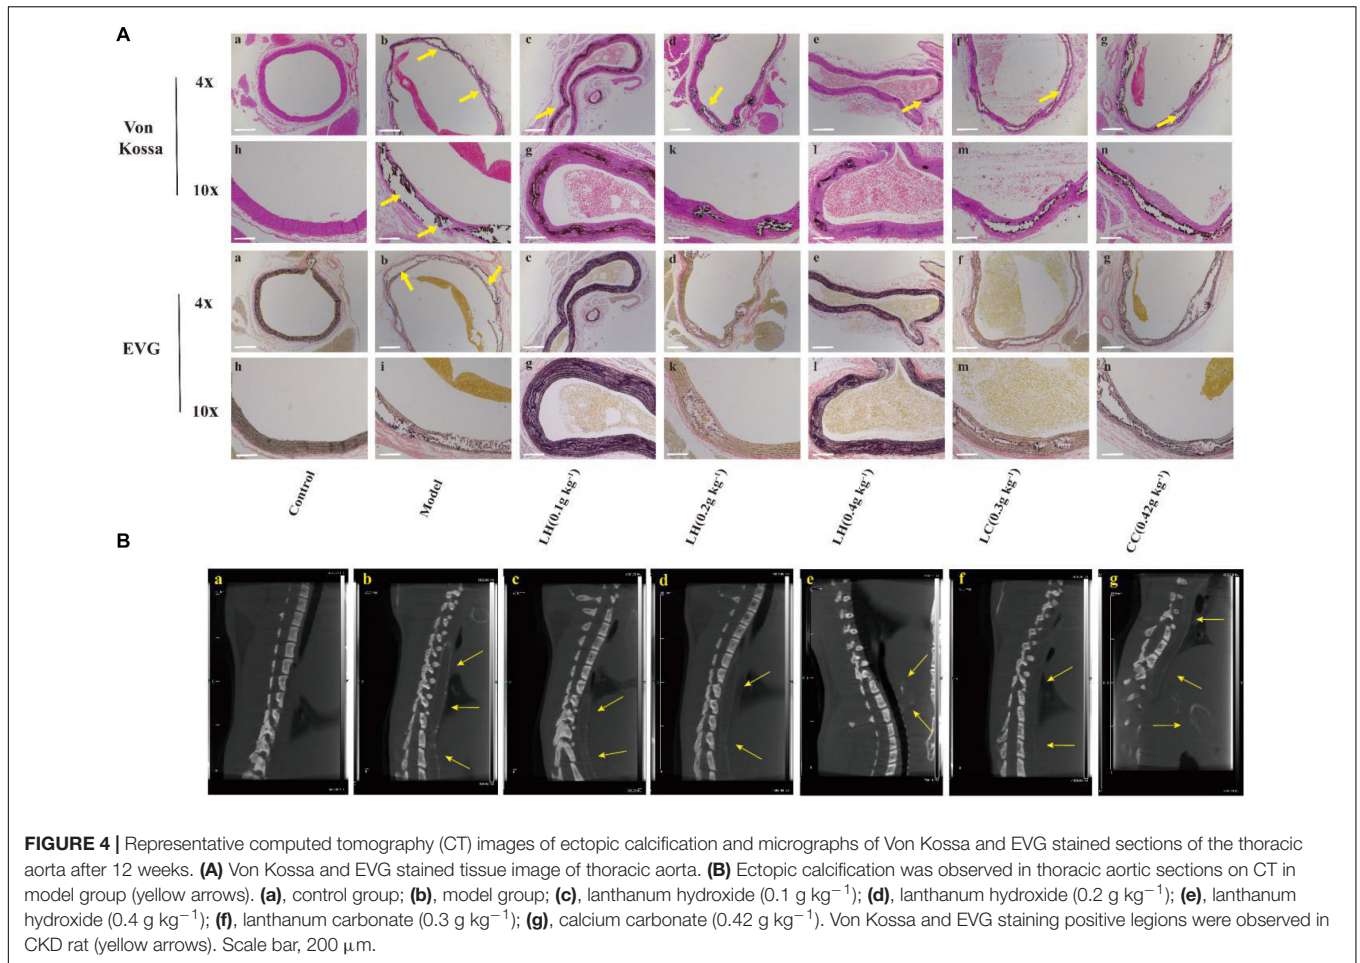 A
a b c d e f g
4x
Von
Kossa
h i g k l m n
10x
a b c d e f g
4x
EVG
h i g k l m n
10x
Control
Model
LH(0.1g kg⁻¹)
LH(0.2g kg⁻¹)
LH(0.4g kg⁻¹)
LC(0.3g kg⁻¹)
CC(0.42g kg⁻¹)
B
a b c d e f g
FIGURE 4 | Representative computed tomography (CT) images of ectopic calcification and micrographs of Von Kossa and EVG stained sections of the thoracic
aorta after 12 weeks. (A) Von Kossa and EVG stained tissue image of thoracic aorta. (B) Ectopic calcification was observed in thoracic aortic sections on CT in
model group (yellow arrows). (a), control group; (b), model group; (c), lanthanum hydroxide (0.1 g kg⁻¹); (d), lanthanum hydroxide (0.2 g kg⁻¹); (e), lanthanum
hydroxide (0.4 g kg⁻¹); (f), lanthanum carbonate (0.3 g kg⁻¹); (g), calcium carbonate (0.42 g kg⁻¹). Von Kossa and EVG staining positive legions were observed in
CKD rat (yellow arrows). Scale bar, 200 μm.